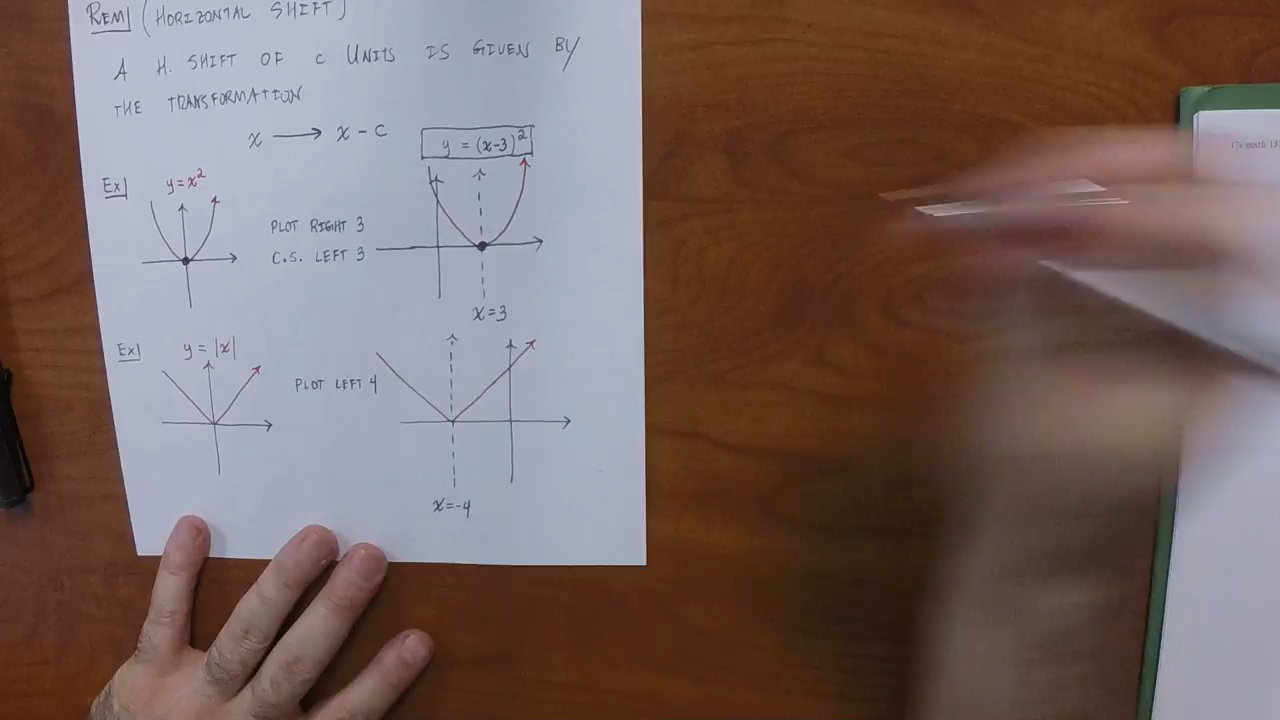 REM (HORIZONTAL SHIFT)
A H. SHIFT OF c UNITS IS GIVEN BY
THE TRANSFORMATION
x ⟶ x - c
y = (x-3)²
Ex
y=x²
PLOT RIGHT 3
C.S. LEFT 3
x=3
Ex
y = |x|
PLOT LEFT 4
x=-4